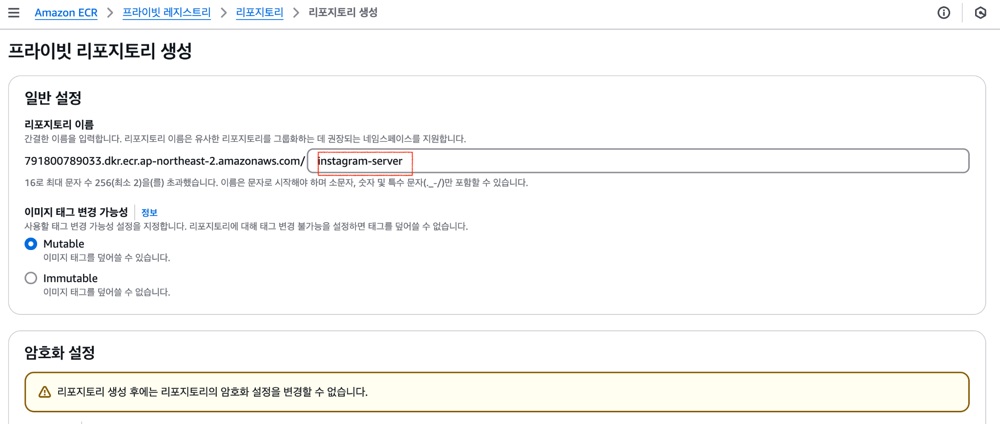 Amazon ECR > 프라이빗 레지스트리 > 리포지토리 > 리포지토리 생성
프라이빗 리포지토리 생성
일반 설정
리포지토리 이름
간결한 이름을 입력합니다. 리포지토리 이름은 유사한 리포지토리를 그룹화하는 데 권장되는 네임스페이스를 지원합니다.
791800789033.dkr.ecr.ap-northeast-2.amazonaws.com/ instagram-server
16로 최대 문자 수 256(최소 2)을(를) 초과했습니다. 이름은 문자로 시작해야 하며 소문자, 숫자 및 특수 문자(._-/)만 포함할 수 있습니다.
이미지 태그 변경 가능성 정보
사용할 태그 변경 가능성 설정을 지정합니다. 리포지토리에 대해 태그 변경 불가능을 설정하면 태그를 덮어쓸 수 없습니다.
Mutable
이미지 태그를 덮어쓸 수 있습니다.
Immutable
이미지 태그를 덮어쓸 수 없습니다.
암호화 설정
리포지토리 생성 후에는 리포지토리의 암호화 설정을 변경할 수 없습니다.